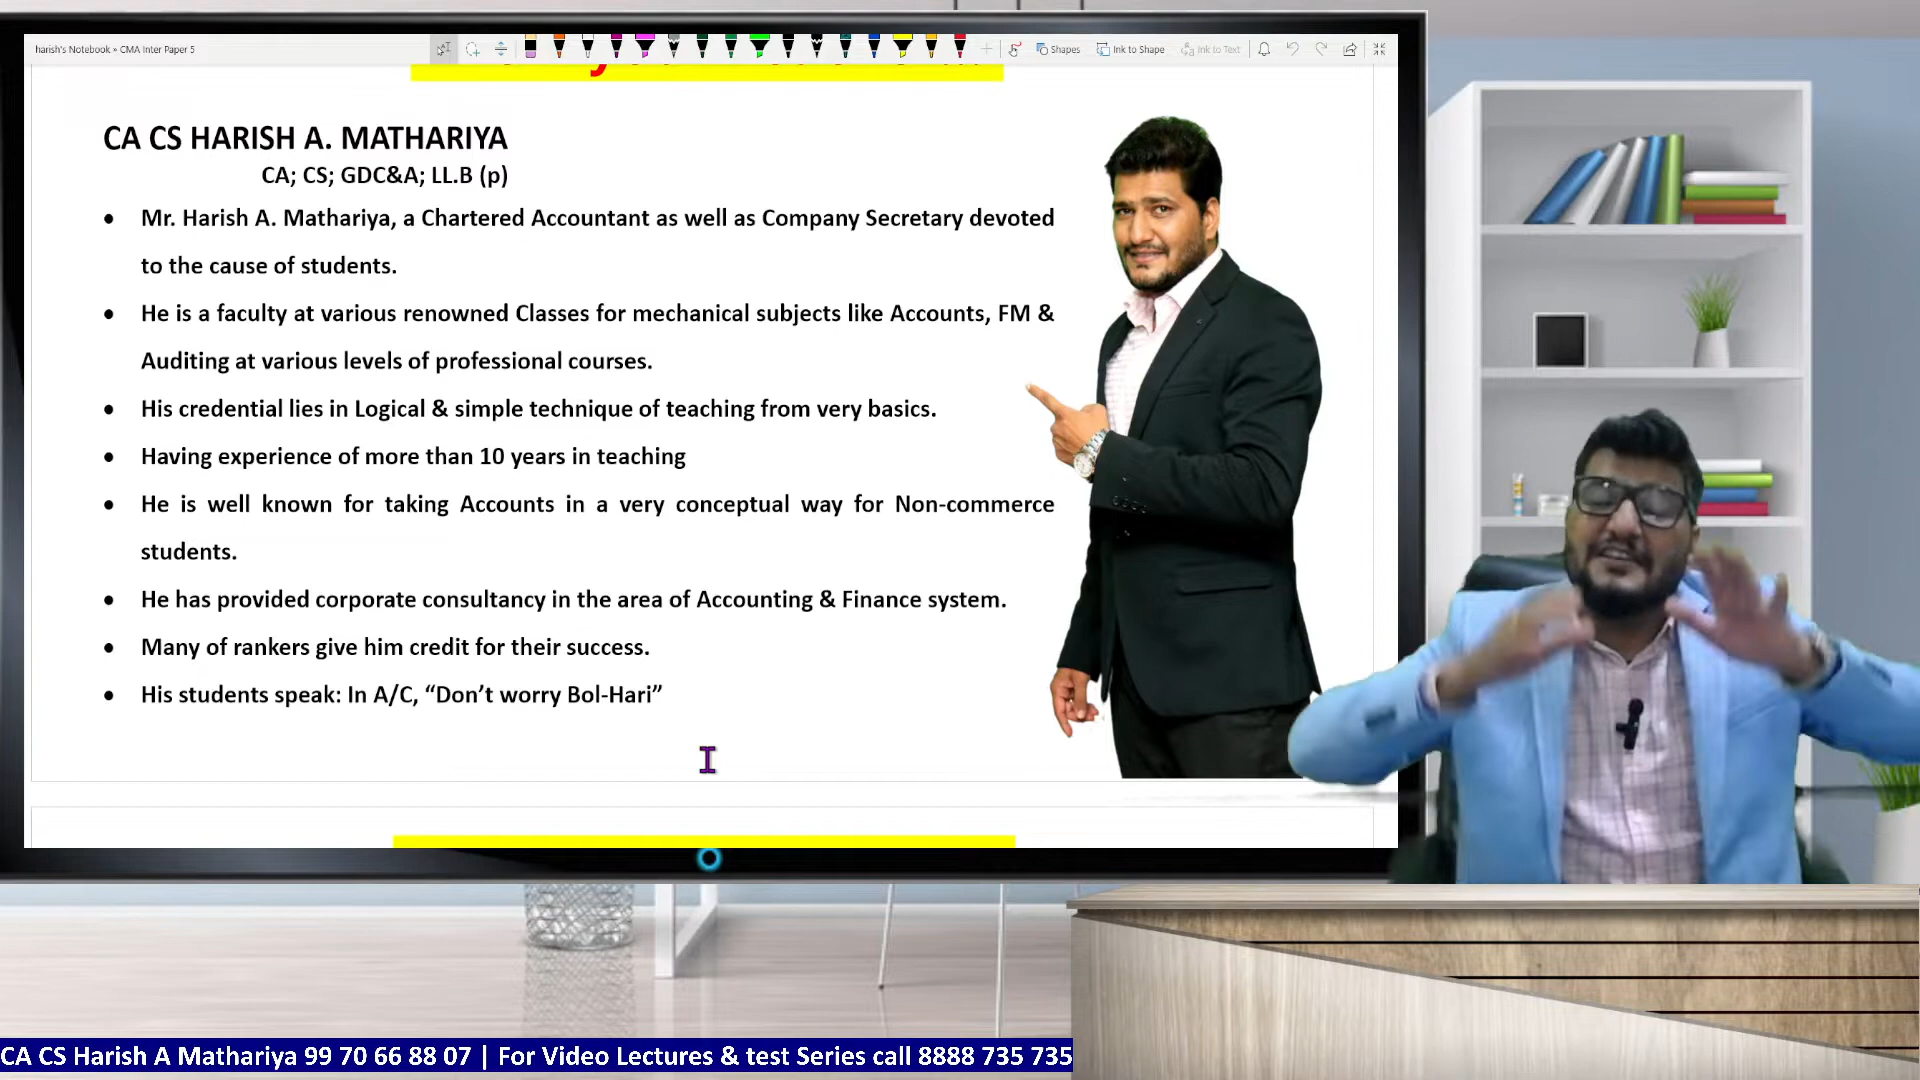 harish's Notebook » CMA Inter Paper 5
Shapes
Ink to Shape
Ink to Text
CA CS HARISH A. MATHARIYA
CA; CS; GDC&A; LL.B (p)
• Mr. Harish A. Mathariya, a Chartered Accountant as well as Company Secretary devoted
to the cause of students.
• He is a faculty at various renowned Classes for mechanical subjects like Accounts, FM &
Auditing at various levels of professional courses.
• His credential lies in Logical & simple technique of teaching from very basics.
• Having experience of more than 10 years in teaching
• He is well known for taking Accounts in a very conceptual way for Non-commerce
students.
• He has provided corporate consultancy in the area of Accounting & Finance system.
• Many of rankers give him credit for their success.
• His students speak: In A/C, “Don’t worry Bol-Hari”
CA CS Harish A Mathariya 99 70 66 88 07 | For Video Lectures & test Series call 8888 735 735